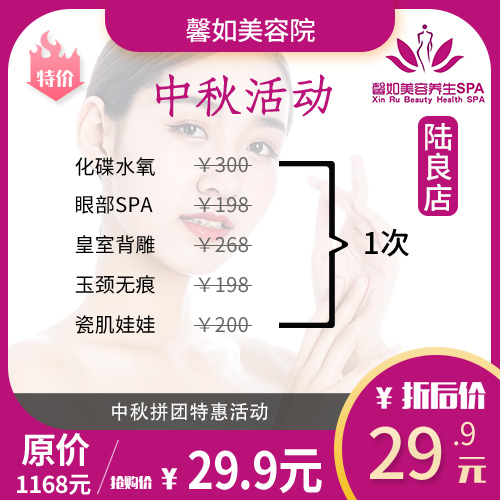 馨如美容院
特价
馨如美容养生SPA
Xin Ru Beauty Health SPA
中秋活动
陆良店
化碟水氧 ￥300
眼部SPA ￥198
皇室背雕 ￥268
玉颈无痕 ￥198
瓷肌娃娃 ￥200
1次
中秋拼团特惠活动
原价
1168元
抢购价 ￥29.9元
￥折后价
29.9元